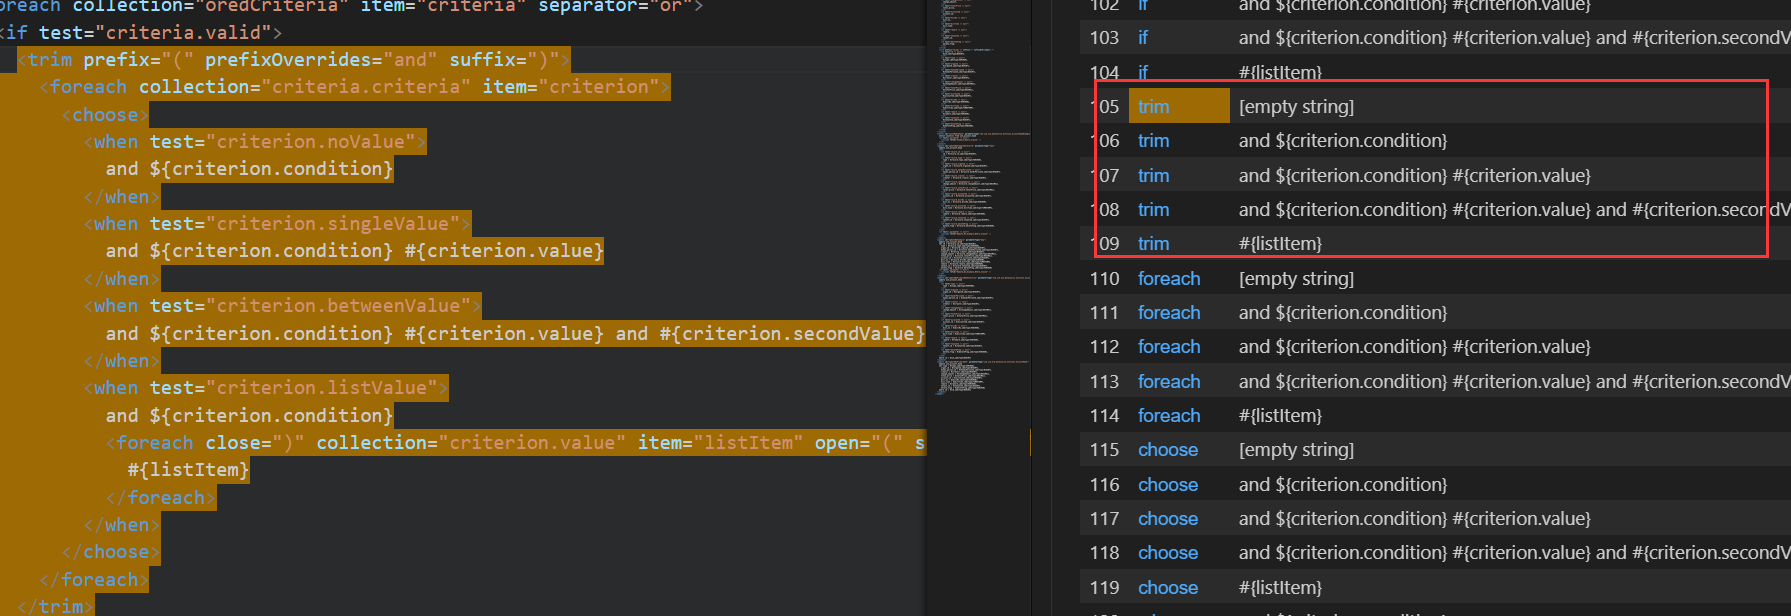 oreach collection="oredCriteria" item="criteria" separator="or">
<if test="criteria.valid">
<trim prefix="(" prefixOverrides="and" suffix=")">
<foreach collection="criteria.criteria" item="criterion">
<choose>
<when test="criterion.noValue">
and ${criterion.condition}
</when>
<when test="criterion.singleValue">
and ${criterion.condition} #{criterion.value}
</when>
<when test="criterion.betweenValue">
and ${criterion.condition} #{criterion.value} and #{criterion.secondValue}
</when>
<when test="criterion.listValue">
and ${criterion.condition}
<foreach close=")" collection="criterion.value" item="listItem" open="(" s
#{listItem}
</foreach>
</when>
</choose>
</foreach>
</trim>
102 if and ${criterion.condition} #{criterion.value}
103 if and ${criterion.condition} #{criterion.value} and #{criterion.secondV
104 if #{listItem}
105 trim [empty string]
106 trim and ${criterion.condition}
107 trim and ${criterion.condition} #{criterion.value}
108 trim and ${criterion.condition} #{criterion.value} and #{criterion.secondV
109 trim #{listItem}
110 foreach [empty string]
111 foreach and ${criterion.condition}
112 foreach and ${criterion.condition} #{criterion.value}
113 foreach and ${criterion.condition} #{criterion.value} and #{criterion.secondV
114 foreach #{listItem}
115 choose [empty string]
116 choose and ${criterion.condition}
117 choose and ${criterion.condition} #{criterion.value}
118 choose and ${criterion.condition} #{criterion.value} and #{criterion.secondV
119 choose #{listItem}